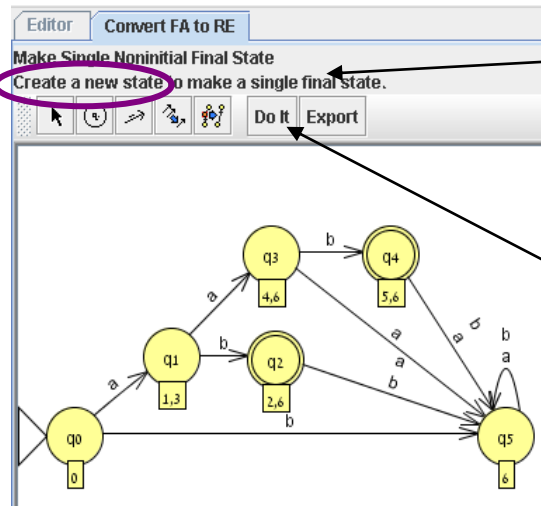 Editor Convert FA to RE
Make Single Noninitial Final State
Create a new state to make a single final state.
Do It Export
b
q3 q4
4,6 5,6
a
b
a
a
b
a
b
a
b
q1 q2
1,3 2,6
a
b
b
q0 q5
0 6